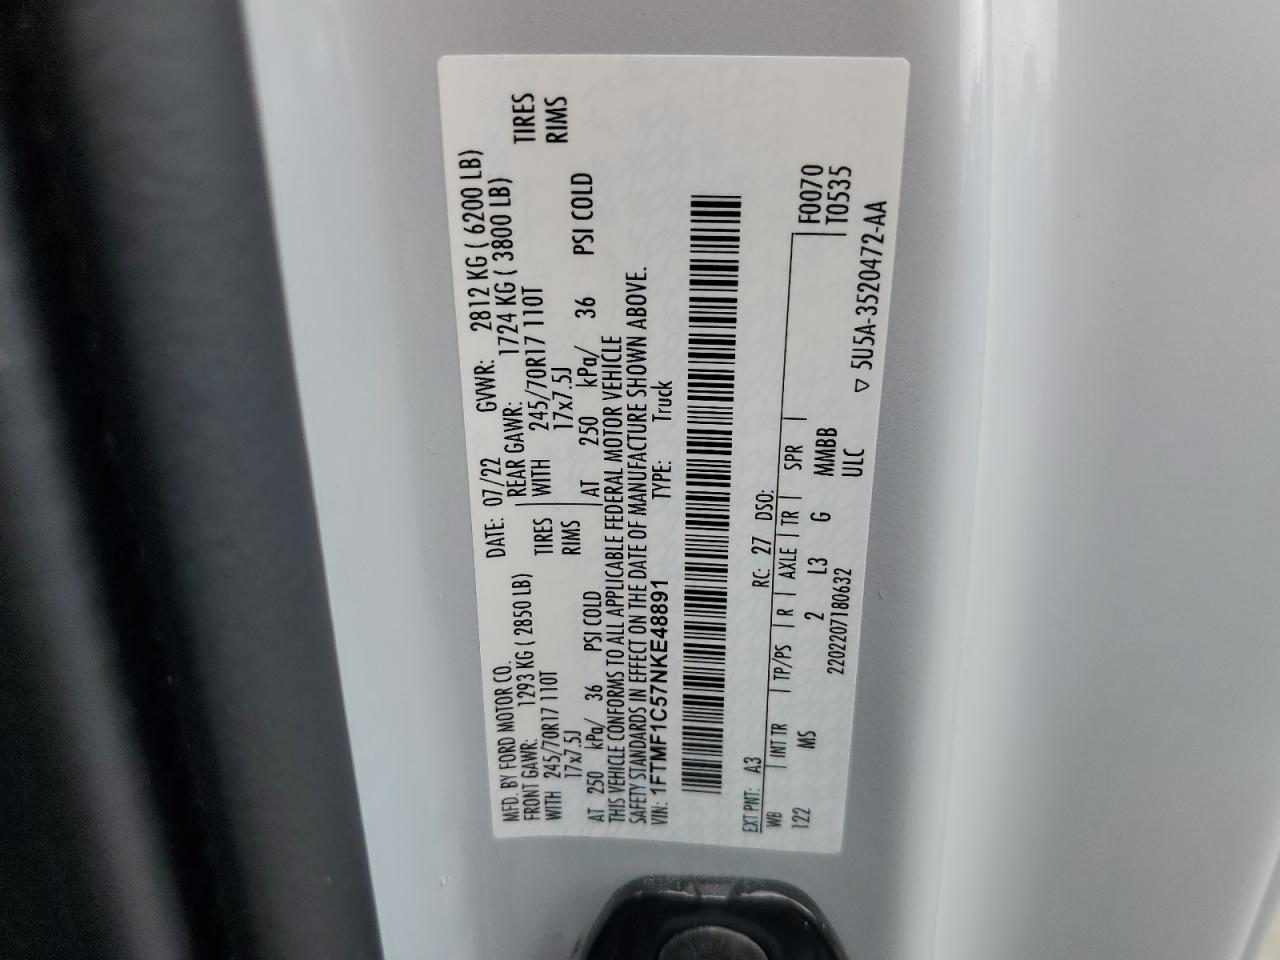 MFD. BY FORD MOTOR CO.
DATE: 07/22 GVWR: 2812 KG ( 6200 LB)
FRONT GAWR: 1293 KG ( 2850 LB) REAR GAWR: 1724 KG ( 3800 LB)
WITH 245/70R17 110T TIRES WITH 245/70R17 110T TIRES
17x7.5J RIMS 17x7.5J RIMS
AT 250 kPa/ 36 PSI COLD AT 250 kPa/ 36 PSI COLD
THIS VEHICLE CONFORMS TO ALL APPLICABLE FEDERAL MOTOR VEHICLE
SAFETY STANDARDS IN EFFECT ON THE DATE OF MANUFACTURE SHOWN ABOVE.
VIN: 1FTMF1C57NKE48891 TYPE: Truck
EXT PNT: A3 RC: 27 DSO:
WB INT TR TP/PS R AXLE TR SPR F0070
122 MS 2 L3 G MMBB T0535
2202207180632 ULC
▽ 5U5A-3520472-AA